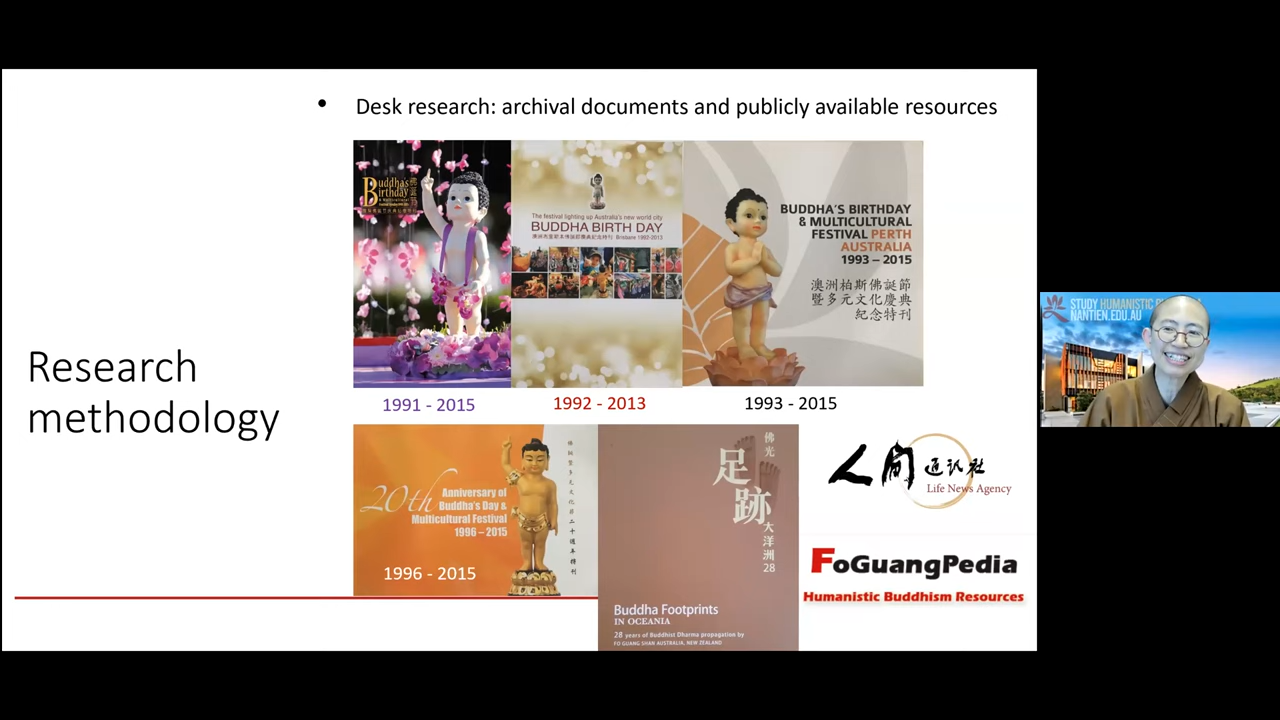 • Desk research: archival documents and publicly available resources
Research
methodology
Buddha's
Birthday
佛誕節
The festival lighting up Australia's new world city
BUDDHA BIRTH DAY
Brisbane 1992-2013
BUDDHA'S BIRTHDAY
& MULTICULTURAL
FESTIVAL PERTH
AUSTRALIA
1993 – 2015
澳洲柏斯佛誕節
暨多元文化慶典
紀念特刊
1991 - 2015
1992 - 2013
1993 - 2015
20th
Anniversary of
Buddha's Day &
Multicultural Festival
1996 – 2015
1996 - 2015
佛光
足跡
大洋洲
28
Buddha Footprints
IN OCEANIA
28 years of Buddhist Dharma propagation by
FO GUANG SHAN AUSTRALIA, NEW ZEALAND
人間通訊社
Life News Agency
FoGuangPedia
Humanistic Buddhism Resources
STUDY HUMANISTIC
NANTIEN.EDU.AU